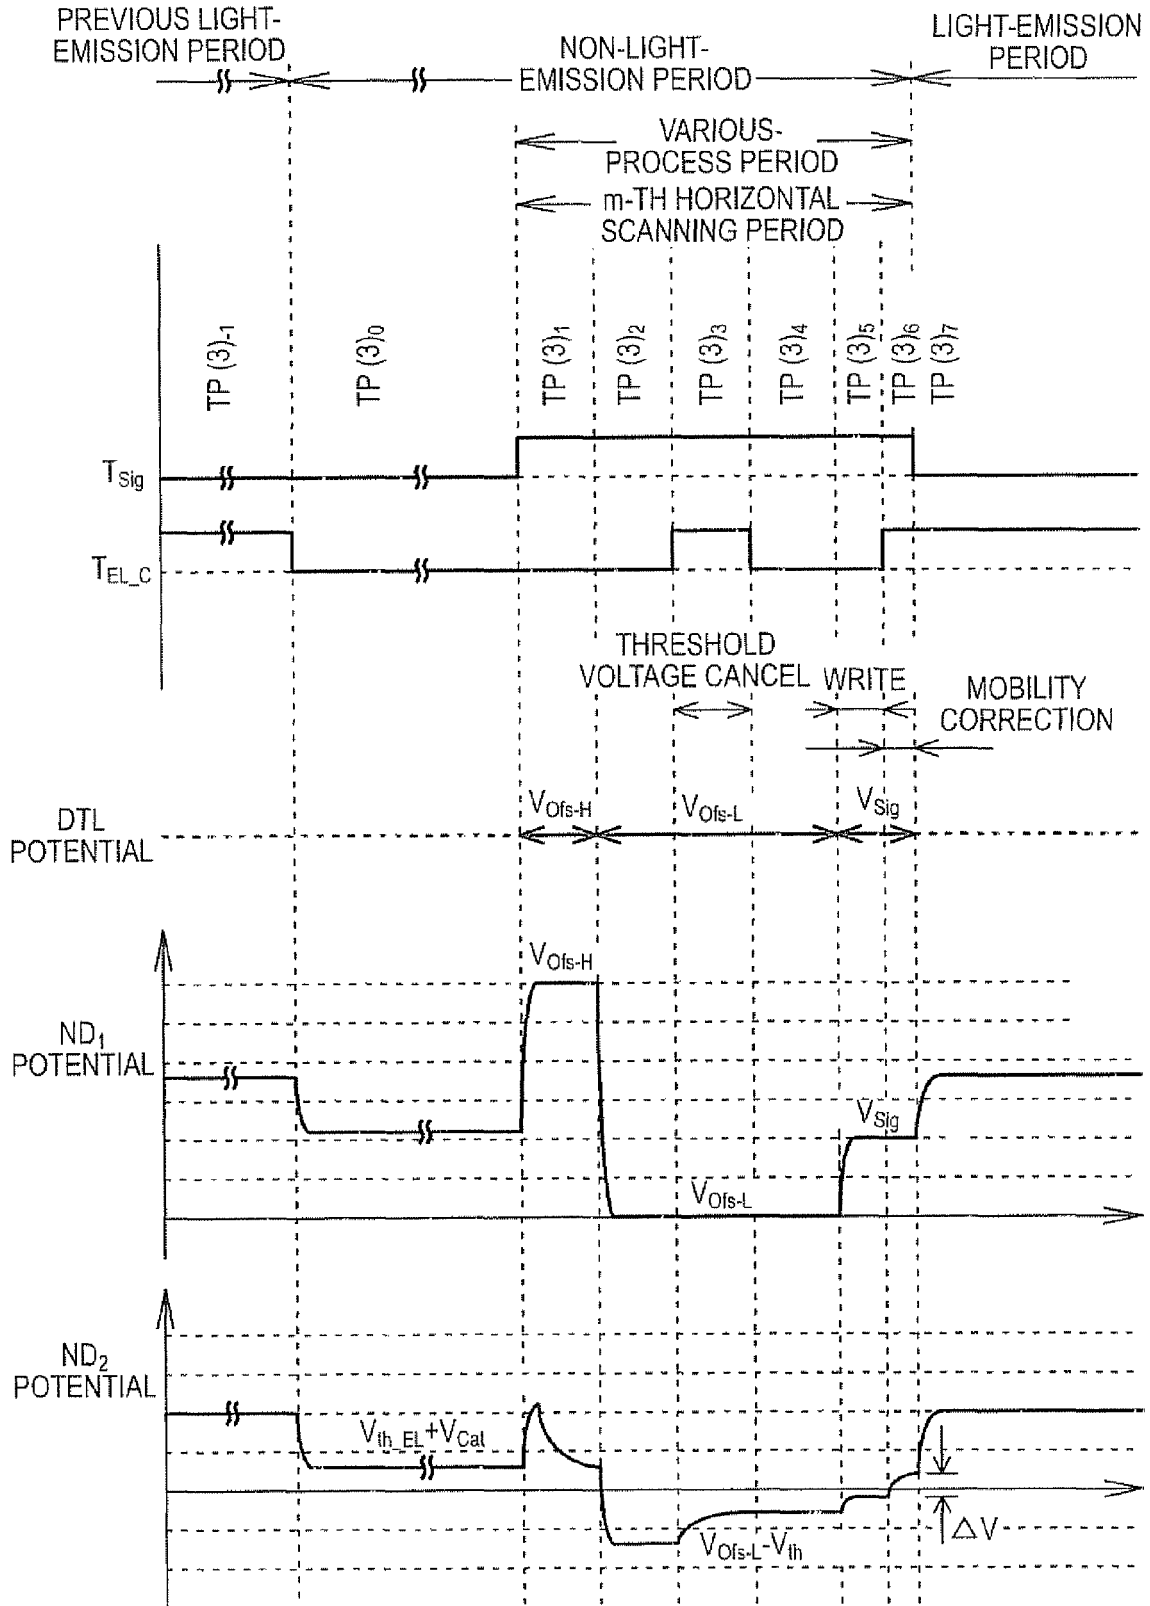 PREVIOUS LIGHT-
EMISSION PERIOD
NON-LIGHT-
EMISSION PERIOD
LIGHT-EMISSION
PERIOD
VARIOUS-
PROCESS PERIOD
m-TH HORIZONTAL
SCANNING PERIOD
TP (3)-1
TP (3)0
TP (3)1
TP (3)2
TP (3)3
TP (3)4
TP (3)5
TP (3)6
TP (3)7
TSig
TEL_C
THRESHOLD
VOLTAGE CANCEL
WRITE
MOBILITY
CORRECTION
DTL
POTENTIAL
VOfs-H
VOfs-L
VSig
ND1
POTENTIAL
VOfs-H
VSig
VOfs-L
ND2
POTENTIAL
Vth_EL+VCat
VOfs-L-Vth
ΔV